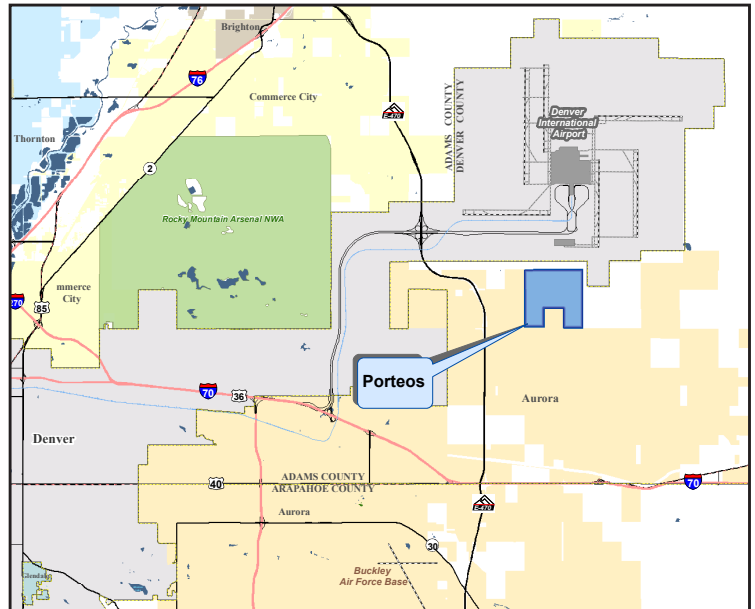 Brighton
76
Commerce City
E-470
ADAMS COUNTY
DENVER COUNTY
Denver
International
Airport
Thornton
2
Rocky Mountain Arsenal NWA
mmerce
City
270
85
Porteos
70
36
Aurora
Denver
40
ADAMS COUNTY
ARAPAHOE COUNTY
70
Aurora
E-470
30
Buckley
Air Force Base